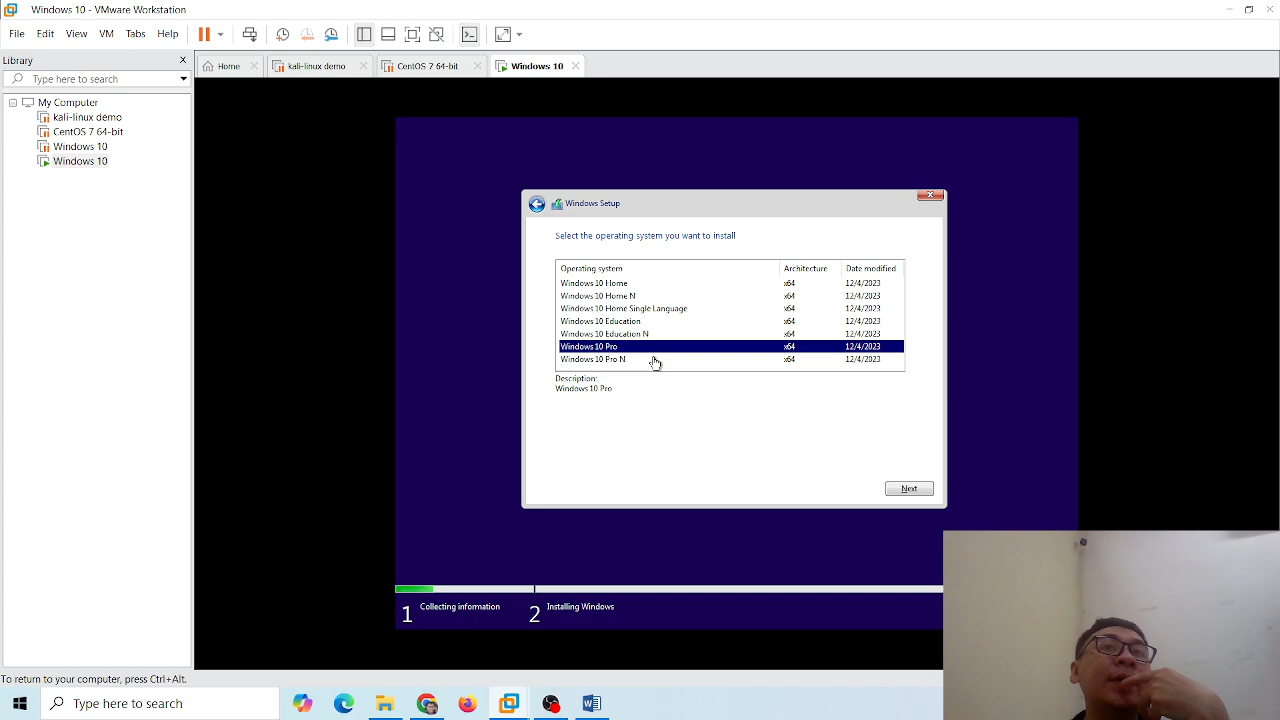 Windows 10 - VMware Workstation
File Edit View VM Tabs Help
Library
Type here to search
My Computer
kali-linux demo
CentOS 7 64-bit
Windows 10
Windows 10
Home kali-linux demo CentOS 7 64-bit Windows 10
Windows Setup
Select the operating system you want to install
Operating system Architecture Date modified
Windows 10 Home x64 12/4/2023
Windows 10 Home N x64 12/4/2023
Windows 10 Home Single Language x64 12/4/2023
Windows 10 Education x64 12/4/2023
Windows 10 Education N x64 12/4/2023
Windows 10 Pro x64 12/4/2023
Windows 10 Pro N x64 12/4/2023
Description:
Windows 10 Pro
Next
1 Collecting information 2 Installing Windows
To return to your computer, press Ctrl+Alt.
Type here to search